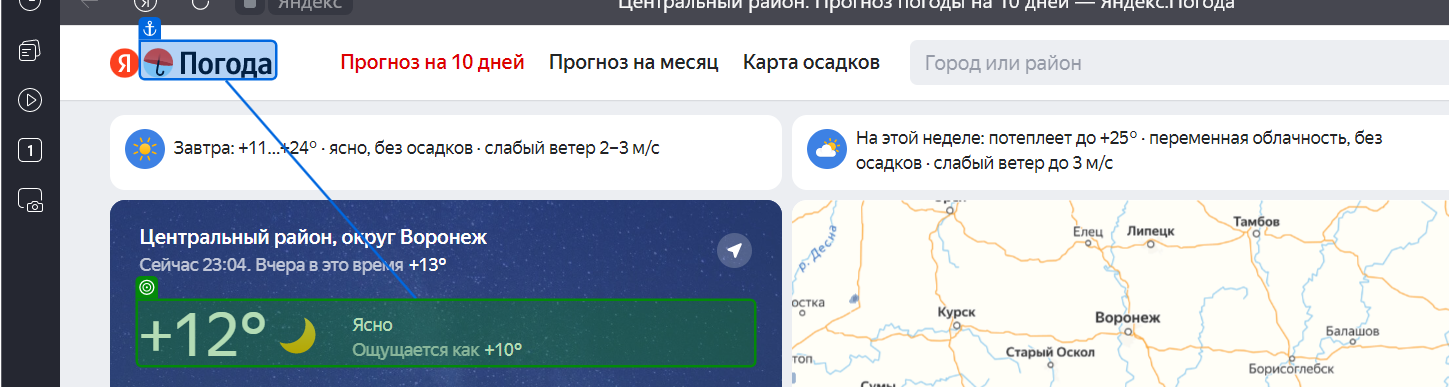 Яндекс
Центральный район. Прогноз погоды на 10 дней — Яндекс.Погода
Я Погода
Прогноз на 10 дней
Прогноз на месяц
Карта осадков
Город или район
1
Завтра: +11...+24° · ясно, без осадков · слабый ветер 2–3 м/с
На этой неделе: потеплеет до +25° · переменная облачность, без
осадков · слабый ветер до 3 м/с
Центральный район, округ Воронеж
Сейчас 23:04. Вчера в это время +13°
+12°
Ясно
Ощущается как +10°
р. Десна
Елец
Липецк
Тамбов
Курск
Воронеж
Старый Оскол
Балашов
Борисоглебск